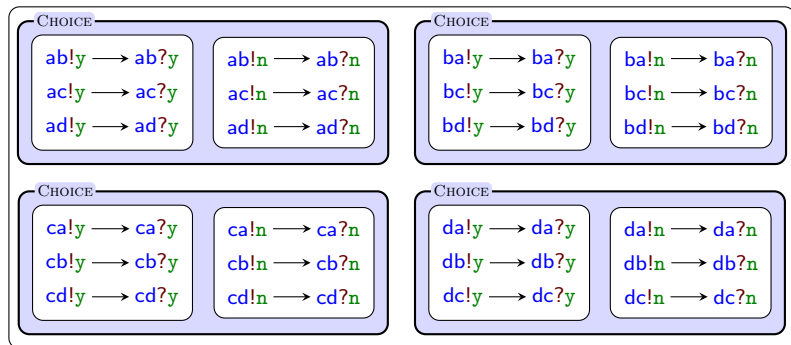 CHOICE CHOICE
ab!y → ab?y ab!n → ab?n ba!y → ba?y ba!n → ba?n
ac!y → ac?y ac!n → ac?n bc!y → bc?y bc!n → bc?n
ad!y → ad?y ad!n → ad?n bd!y → bd?y bd!n → bd?n
CHOICE CHOICE
ca!y → ca?y ca!n → ca?n da!y → da?y da!n → da?n
cb!y → cb?y cb!n → cb?n db!y → db?y db!n → db?n
cd!y → cd?y cd!n → cd?n dc!y → dc?y dc!n → dc?n